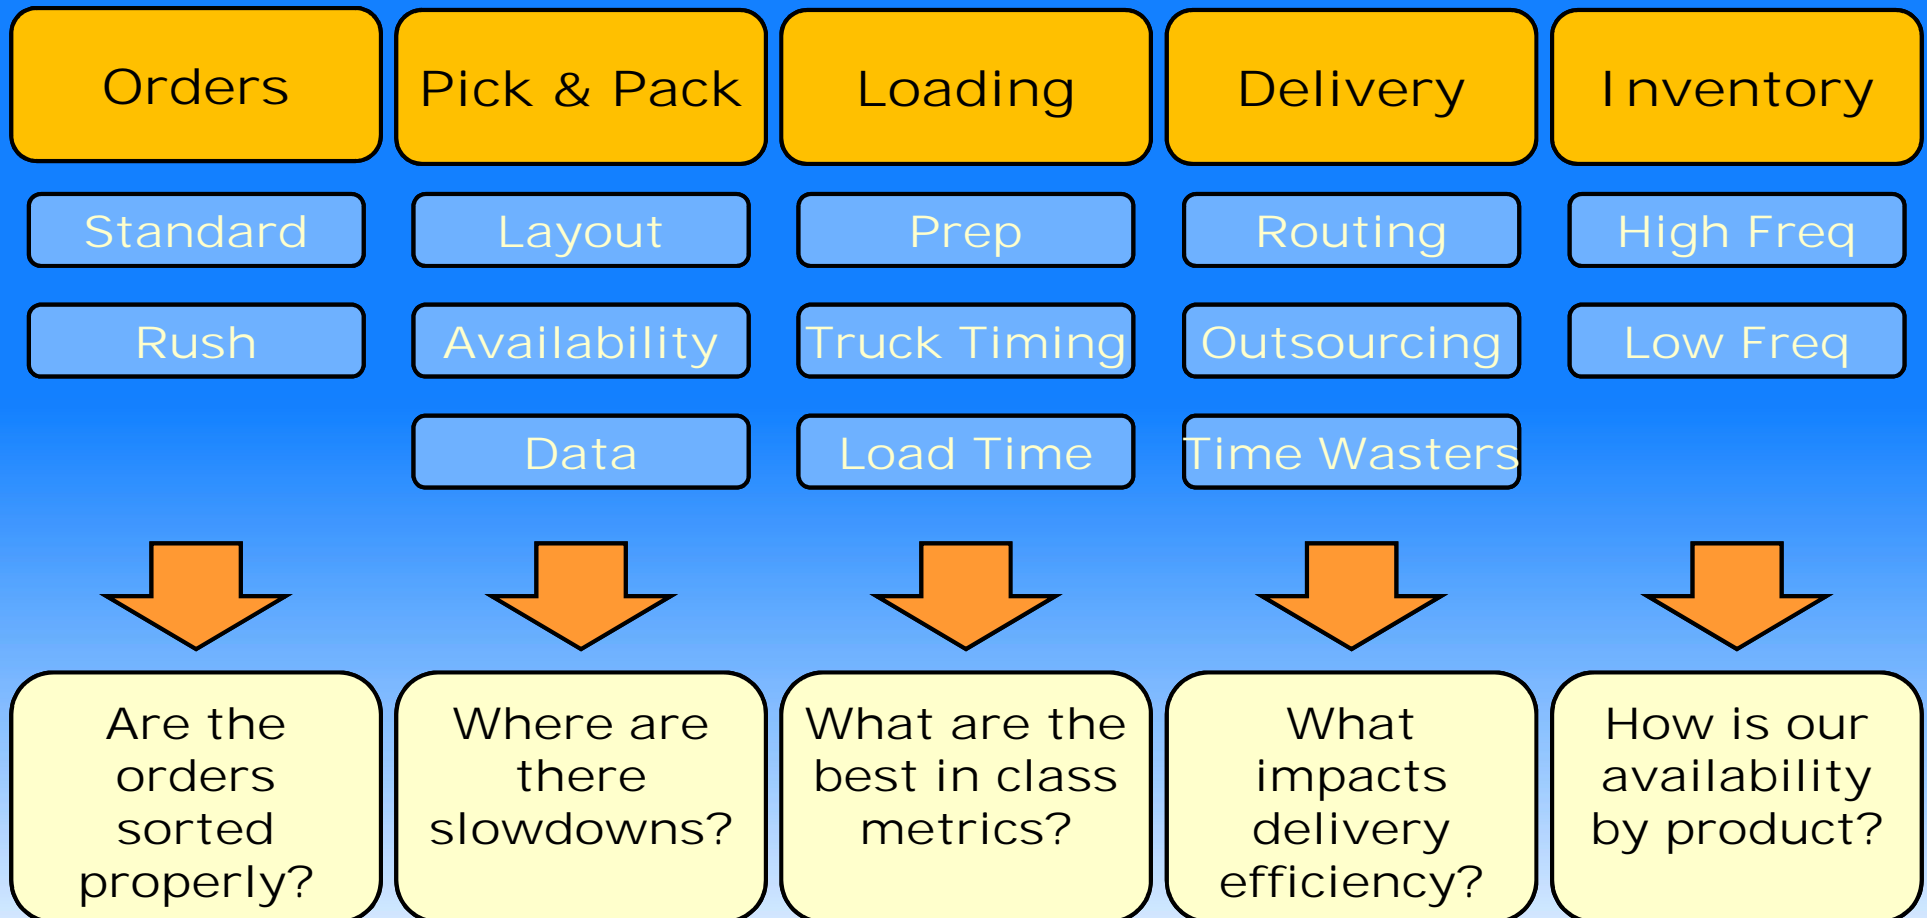 Orders
Pick & Pack
Loading
Delivery
Inventory
Standard
Layout
Prep
Routing
High Freq
Rush
Availability
Truck Timing
Outsourcing
Low Freq
Data
Load Time
Time Wasters
Are the
orders
sorted
properly?
Where are
there
slowdowns?
What are the
best in class
metrics?
What
impacts
delivery
efficiency?
How is our
availability
by product?